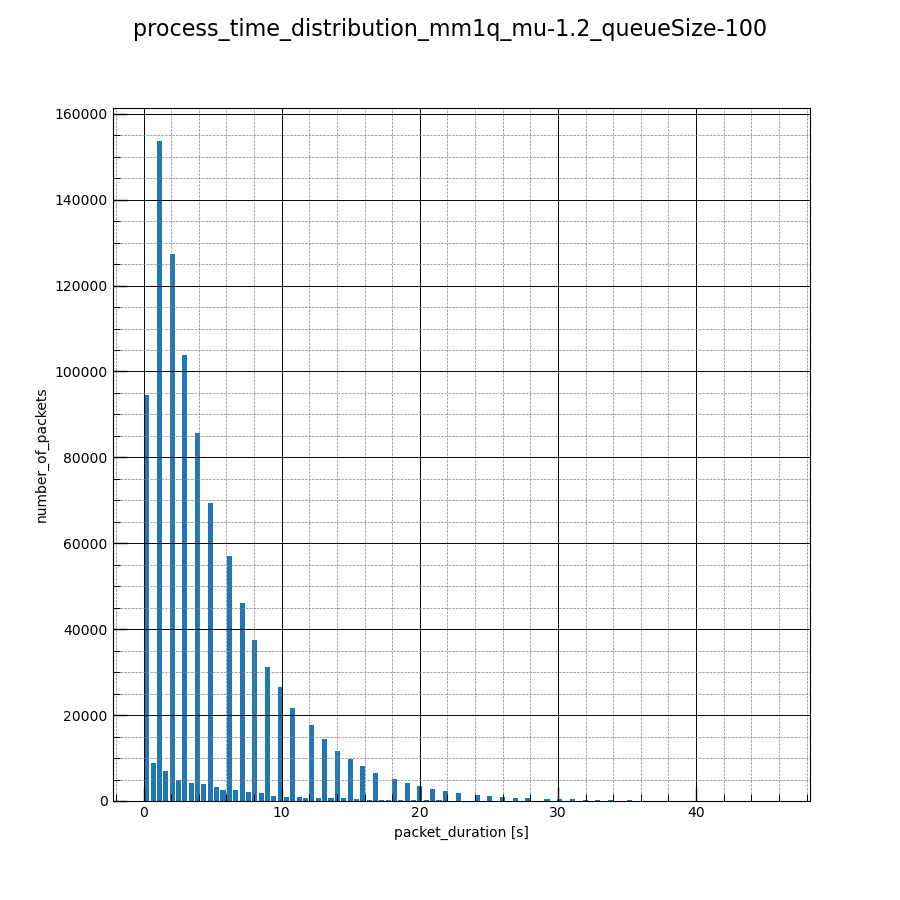 process_time_distribution_mm1q_mu-1.2_queueSize-100
160000
140000
120000
100000
80000
60000
40000
20000
0
number_of_packets
0 10 20 30 40
packet_duration [s]